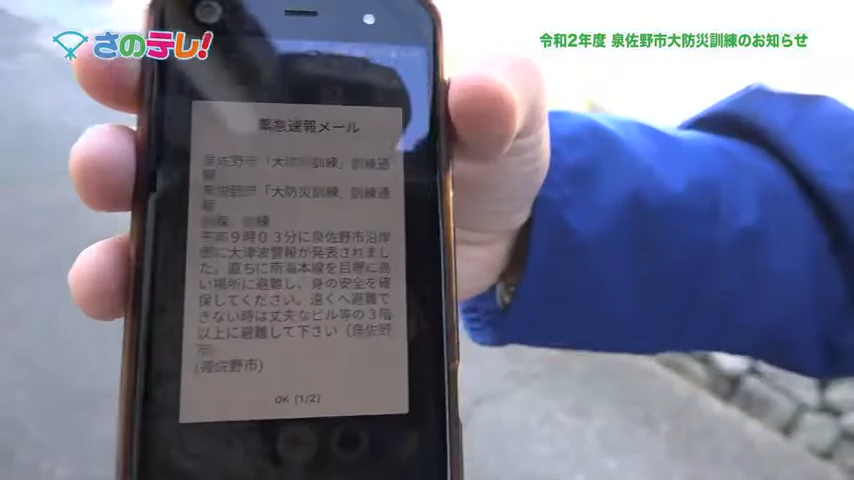 さのテレ!
令和2年度 泉佐野市大防災訓練のお知らせ
緊急速報メール
泉佐野市「大防災訓練」訓練通
報
泉佐野市「大防災訓練」訓練通
報
訓練 訓練
午前９時０３分に泉佐野市沿岸
部に大津波警報が発表されまし
た。直ちに南海本線を目標に高
い場所に避難し、身の安全を確
保してください。遠くへ避難で
きない時は丈夫なビル等の３階
以上に避難して下さい（泉佐野
市）
(泉佐野市)
OK (1/2)